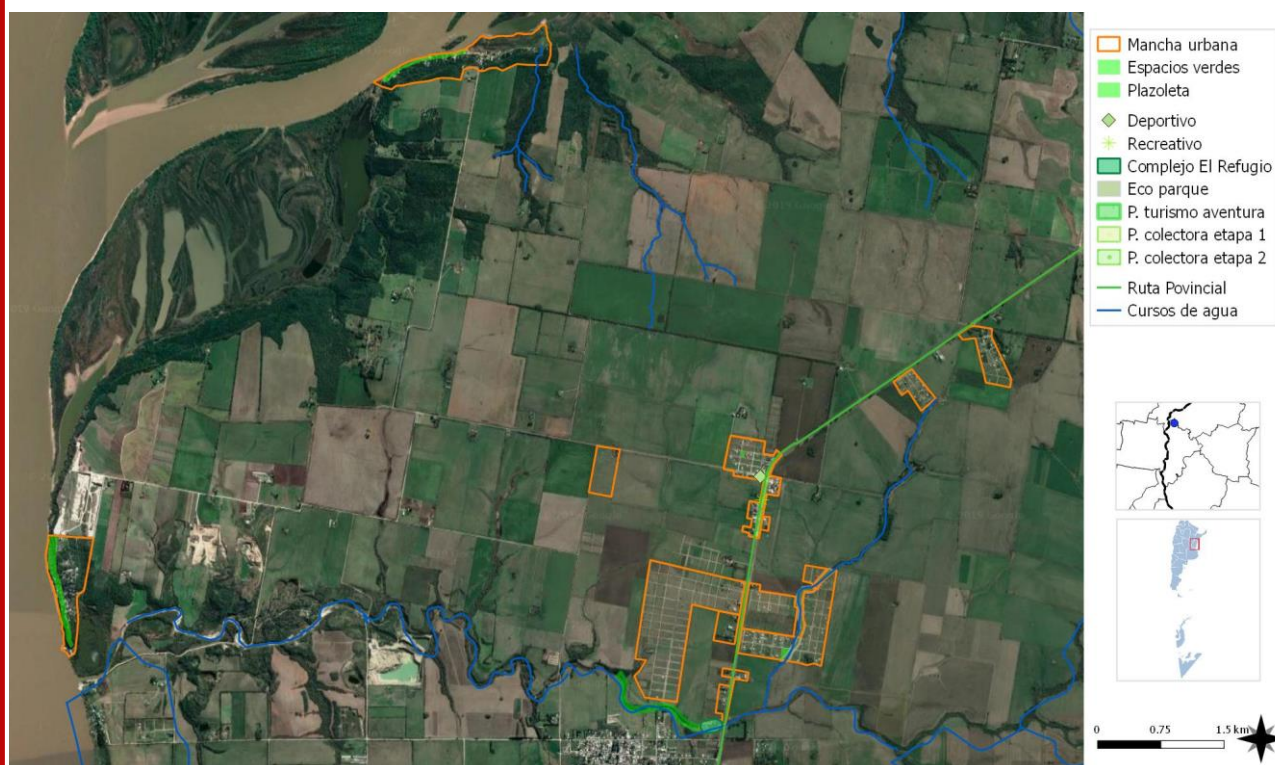 Mancha urbana
Espacios verdes
Plazoleta
Deportivo
Recreativo
Complejo El Refugio
Eco parque
P. turismo aventura
P. colectora etapa 1
P. colectora etapa 2
Ruta Povincial
Cursos de agua
0 0.75 1.5 km